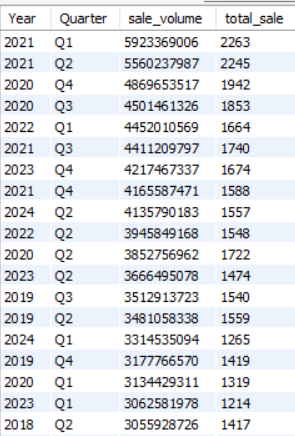 Year Quarter sale_volume total_sale
2021 Q1 5923369006 2263
2021 Q2 5560237987 2245
2020 Q4 4869653517 1942
2020 Q3 4501461326 1853
2022 Q1 4452010569 1664
2021 Q3 4411209797 1740
2023 Q4 4217467337 1674
2021 Q4 4165587471 1588
2024 Q2 4135790183 1557
2022 Q2 3945849168 1548
2020 Q2 3852756962 1722
2023 Q2 3666495078 1474
2019 Q3 3512913723 1540
2019 Q2 3481058338 1559
2024 Q1 3314535094 1265
2019 Q4 3177766570 1419
2020 Q1 3134429311 1319
2023 Q1 3062581978 1214
2018 Q2 3055928726 1417